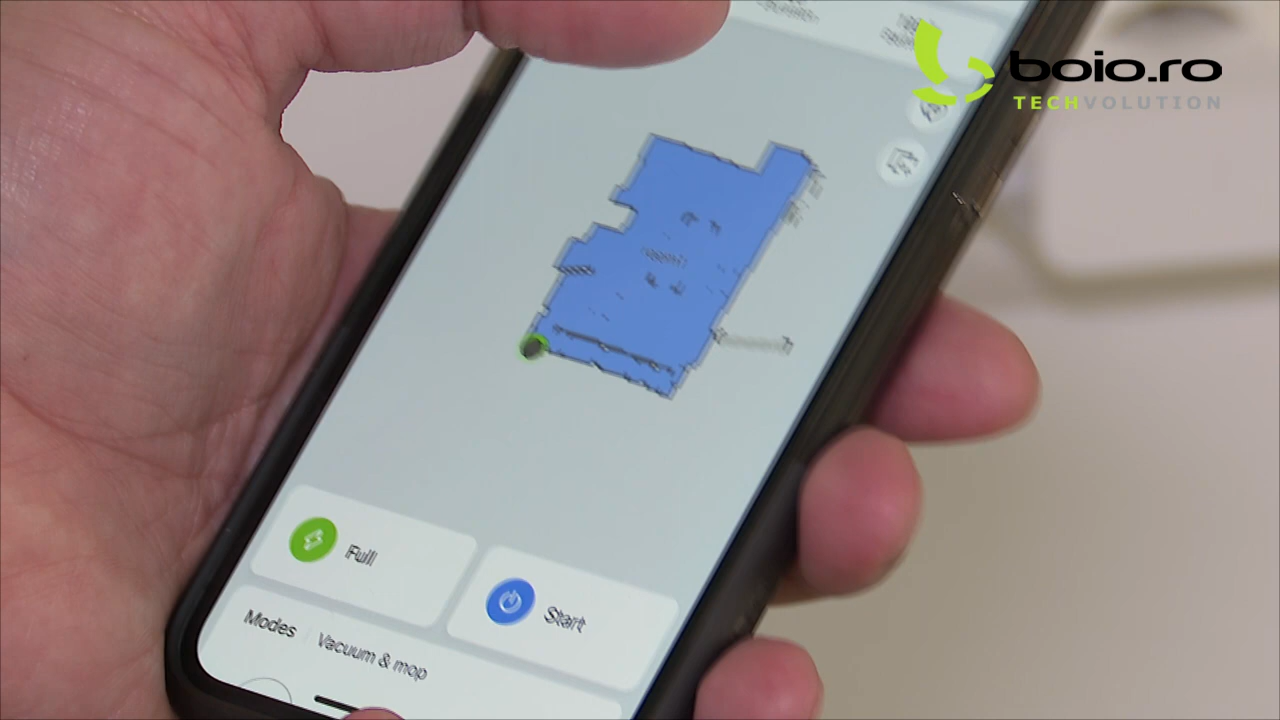 boio.ro
TECHVOLUTION
Full
Start
Modes
Vacuum & mop